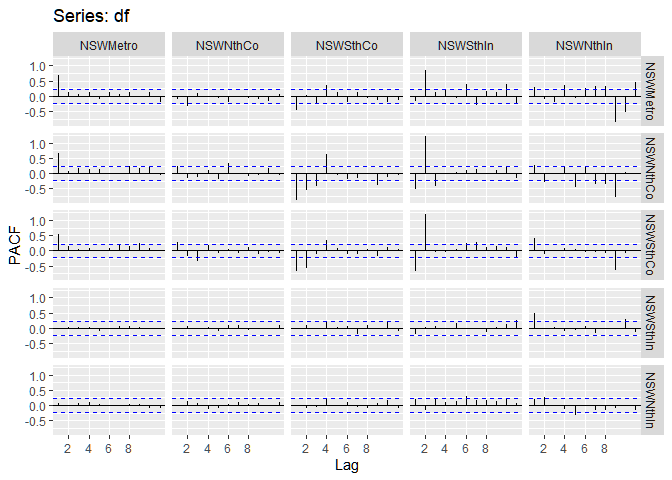 Series: df
NSWMetro NSWNthCo NSWSthCo NSWSthIn NSWNthIn
1.0
0.5
0.0
-0.5
NSWMetro
1.0
0.5
0.0
-0.5
NSWNthCo
1.0
0.5
0.0
-0.5
NSWSthCo
1.0
0.5
0.0
-0.5
NSWSthIn
1.0
0.5
0.0
-0.5
NSWNthIn
PACF
2 4 6 8 2 4 6 8 2 4 6 8 2 4 6 8 2 4 6 8
Lag